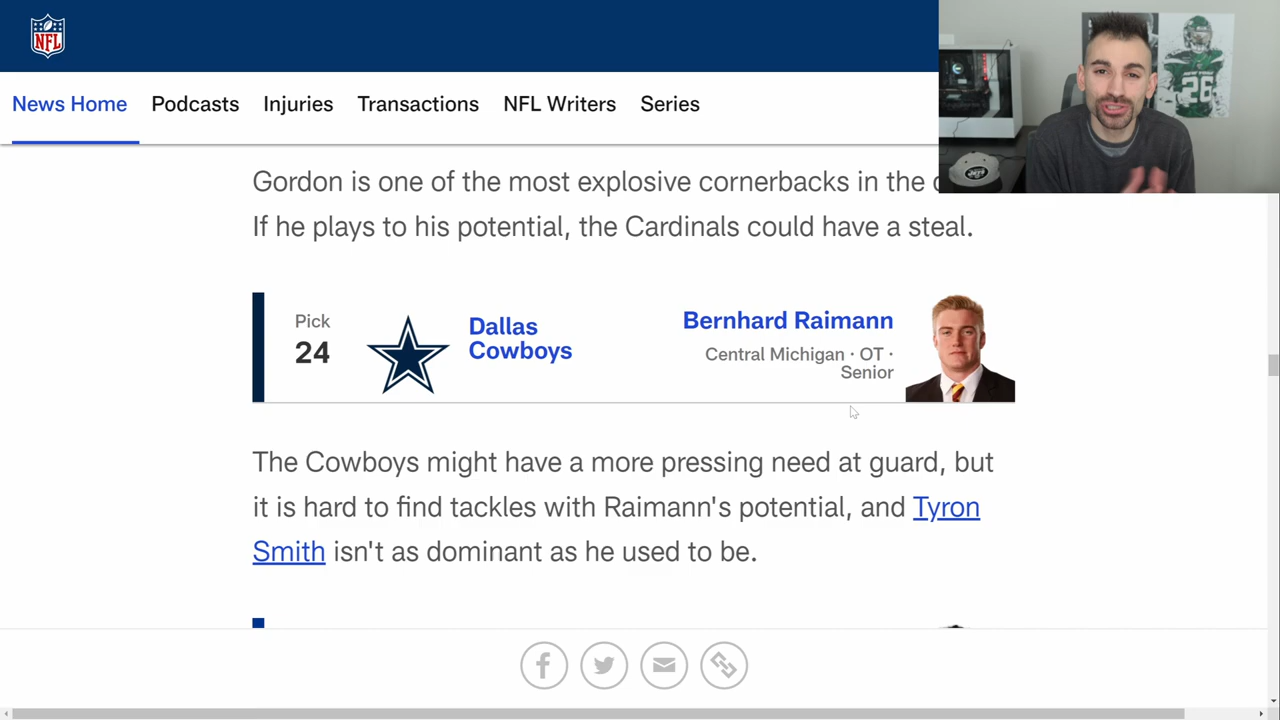 NFL
News Home Podcasts Injuries Transactions NFL Writers Series
26
JETS
Gordon is one of the most explosive cornerbacks in the
If he plays to his potential, the Cardinals could have a steal.
Pick
24
Dallas
Cowboys
Bernhard Raimann
Central Michigan · OT ·
Senior
The Cowboys might have a more pressing need at guard, but
it is hard to find tackles with Raimann's potential, and Tyron
Smith isn't as dominant as he used to be.